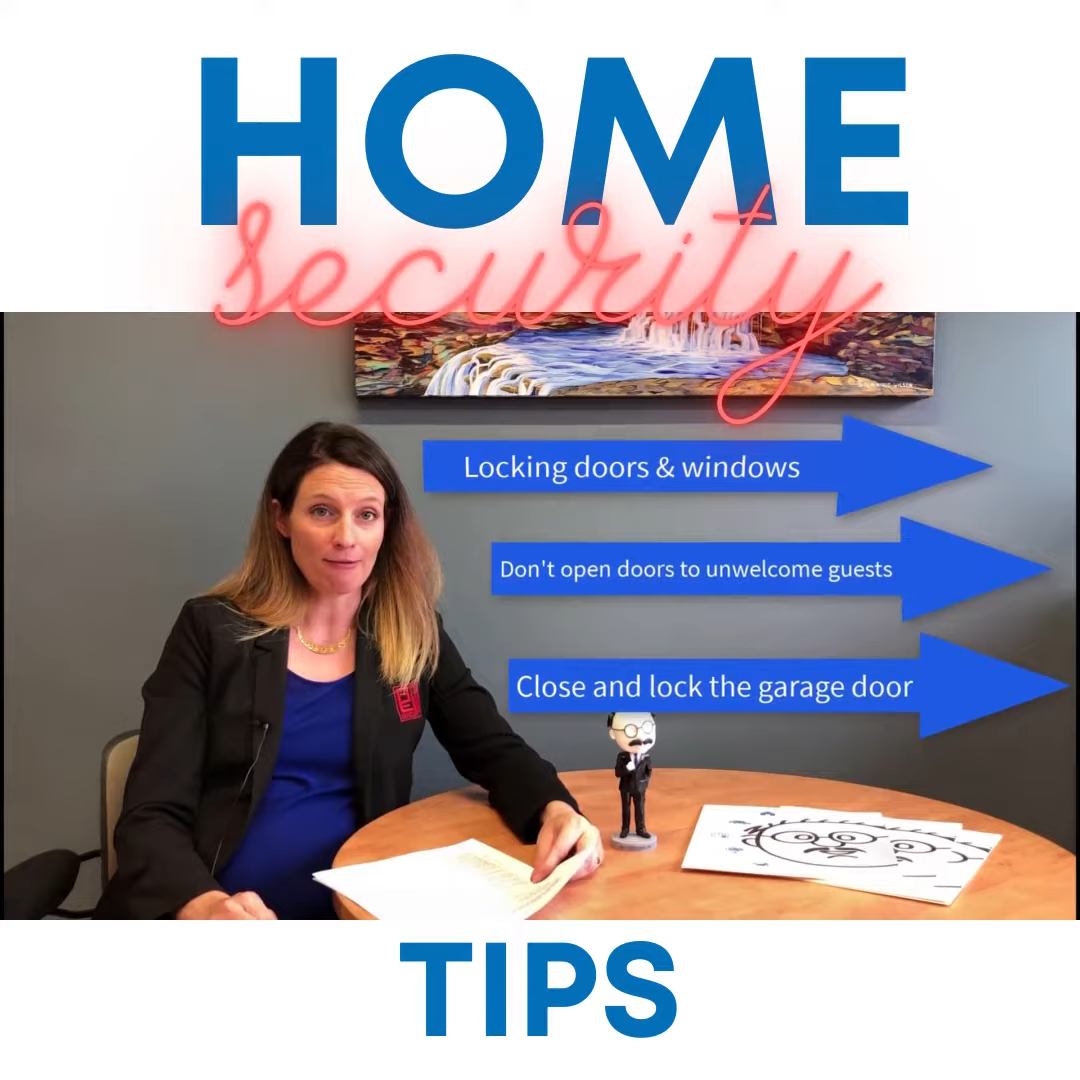 HOME
security
Locking doors & windows
Don't open doors to unwelcome guests
Close and lock the garage door
TIPS